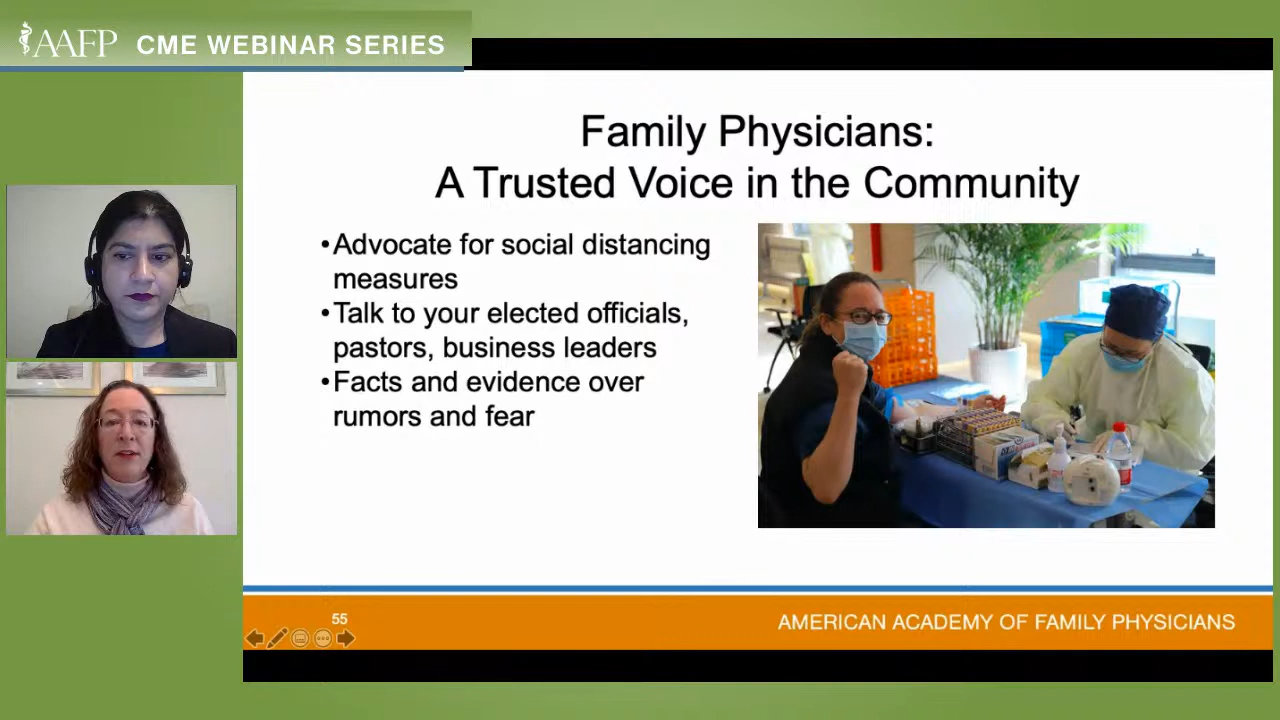 AAFP CME WEBINAR SERIES
Family Physicians:
A Trusted Voice in the Community
•Advocate for social distancing
measures
•Talk to your elected officials,
pastors, business leaders
•Facts and evidence over
rumors and fear
55
AMERICAN ACADEMY OF FAMILY PHYSICIANS